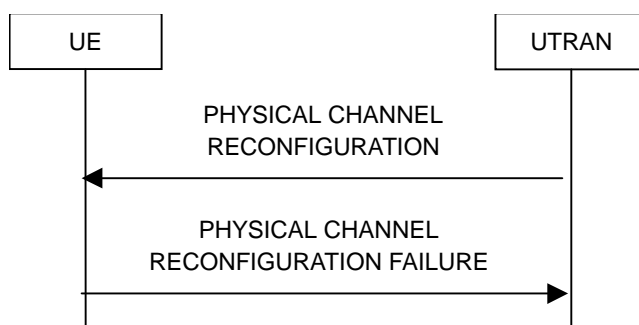 UE
UTRAN
PHYSICAL CHANNEL
RECONFIGURATION
PHYSICAL CHANNEL
RECONFIGURATION FAILURE